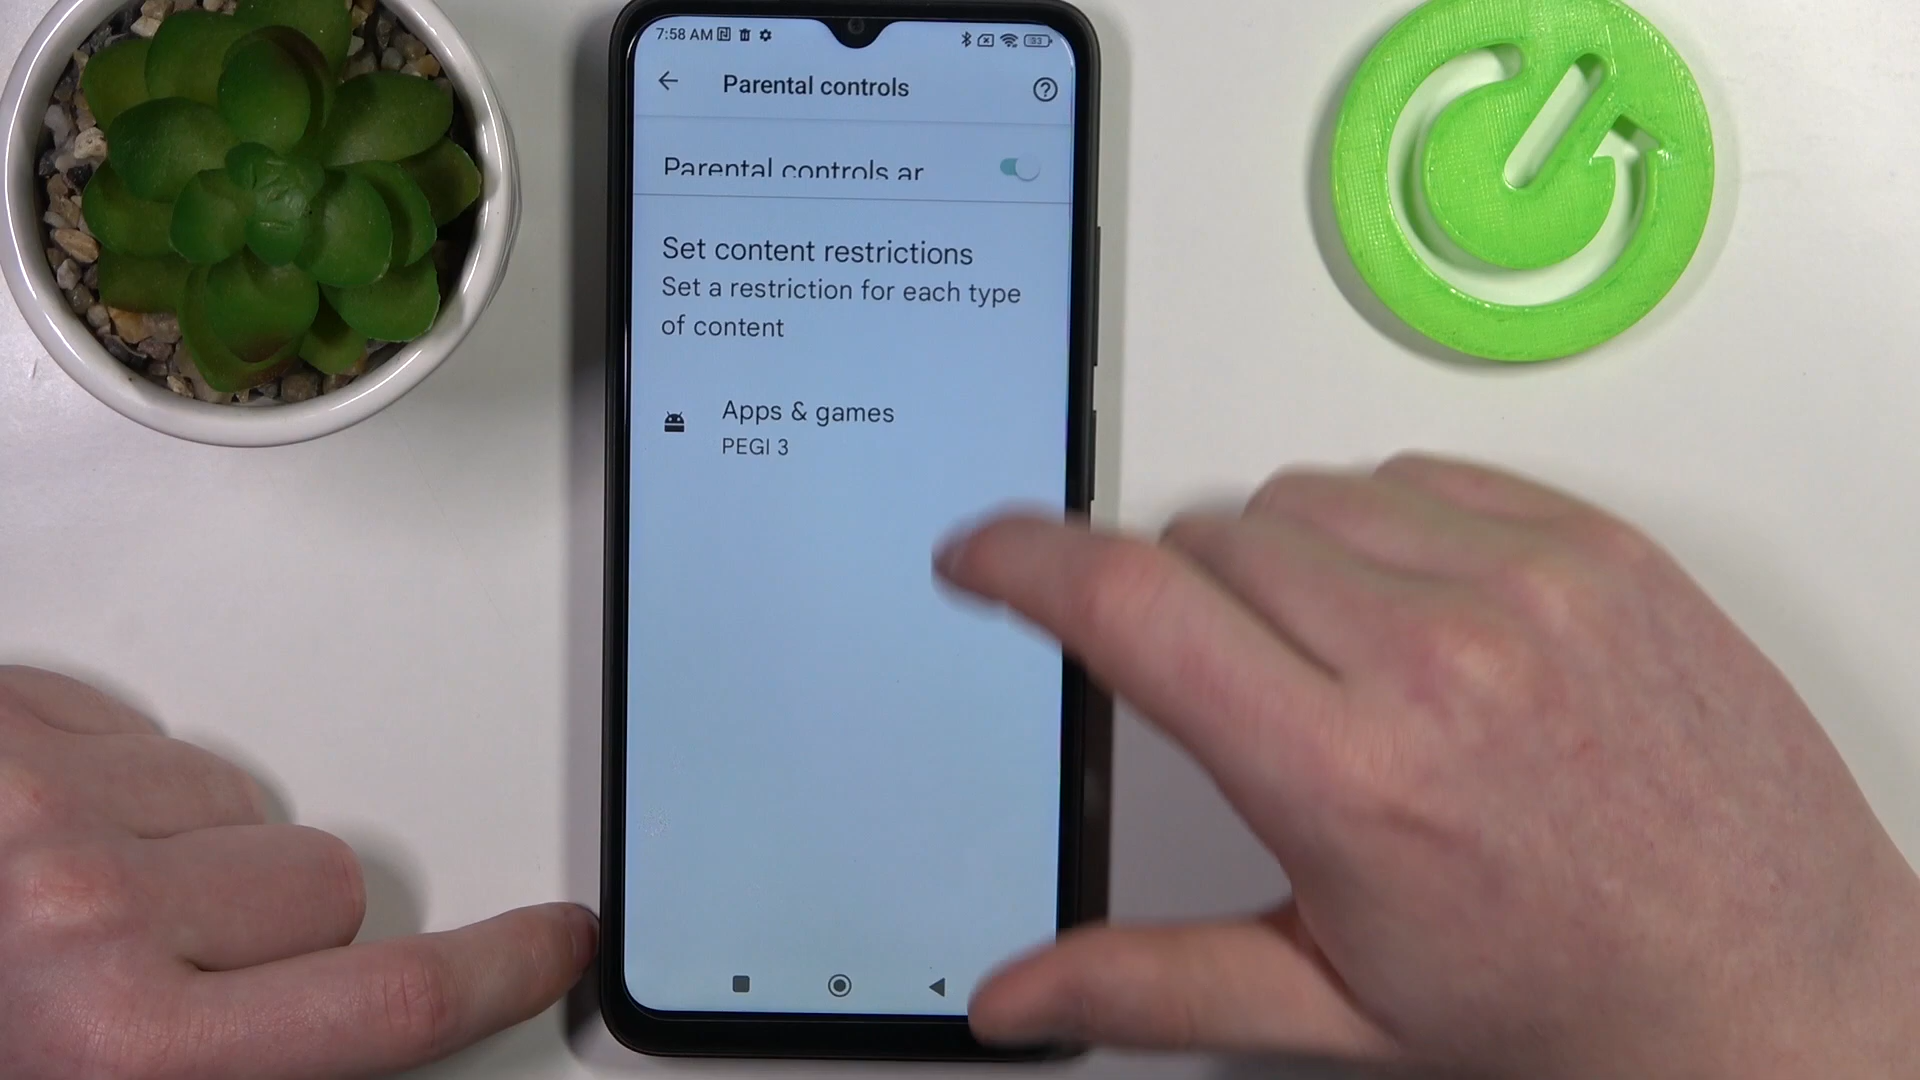 7:58 AM
33
Parental controls
Parental controls ar
Set content restrictions
Set a restriction for each type
of content
Apps & games
PEGI 3